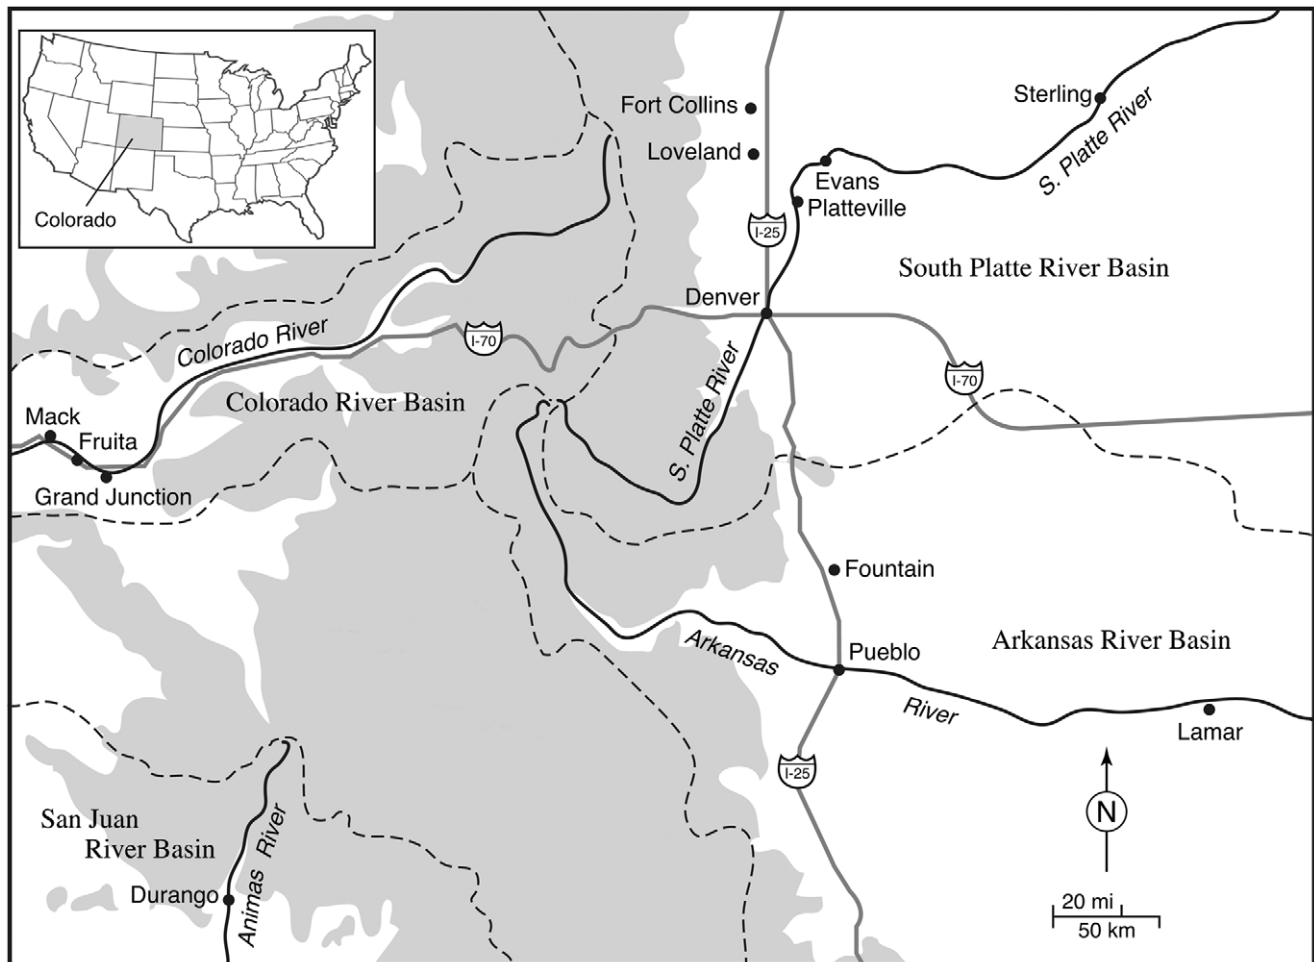 Colorado
Fort Collins
Loveland
Sterling
S. Platte River
Evans
Platteville
I-25
South Platte River Basin
Denver
Colorado River
I-70
S. Platte River
I-70
Colorado River Basin
Mack
Fruita
Grand Junction
Fountain
Arkansas
River
Pueblo
Arkansas River Basin
Lamar
I-25
N
San Juan
River Basin
Durango
Animas River
20 mi
50 km